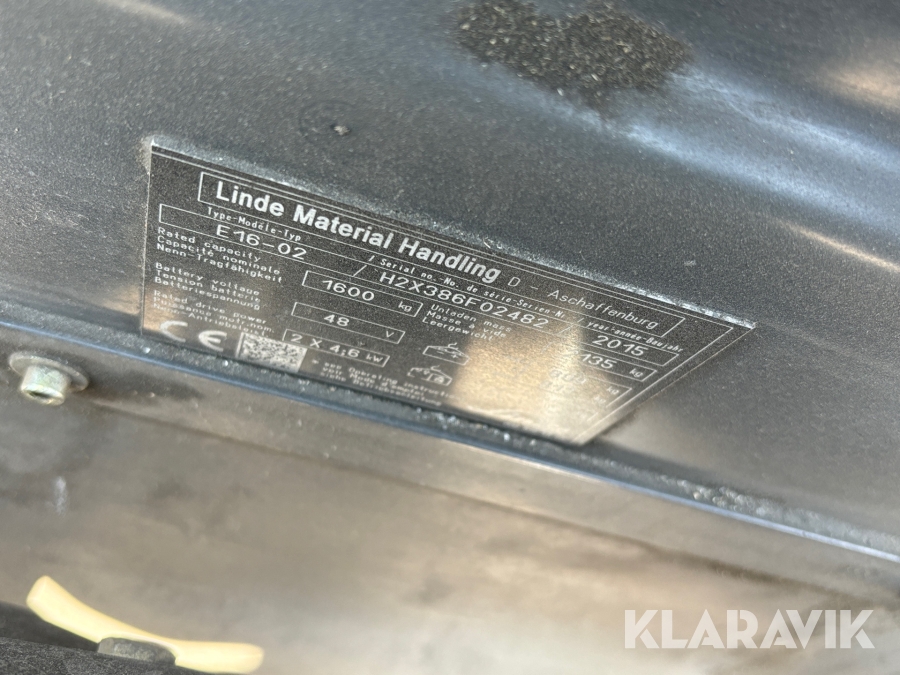 Linde Material Handling D - Aschaffenburg
Type-Modèle-Typ / Serial no.-No. de série-Serien-Nr. / year-année-Baujahr
E16-02 / H2X386F02482 2015
Rated capacity
Capacité nominale
Nenn-Tragfähigkeit
1600 kg
Unladen mass
Masse à vide
Leergewicht
135 kg
Battery voltage
Tension batterie
Batteriespannung
48 V
kg
Rated drive power
2 x 4,6 kW
CE
KLARAVIK